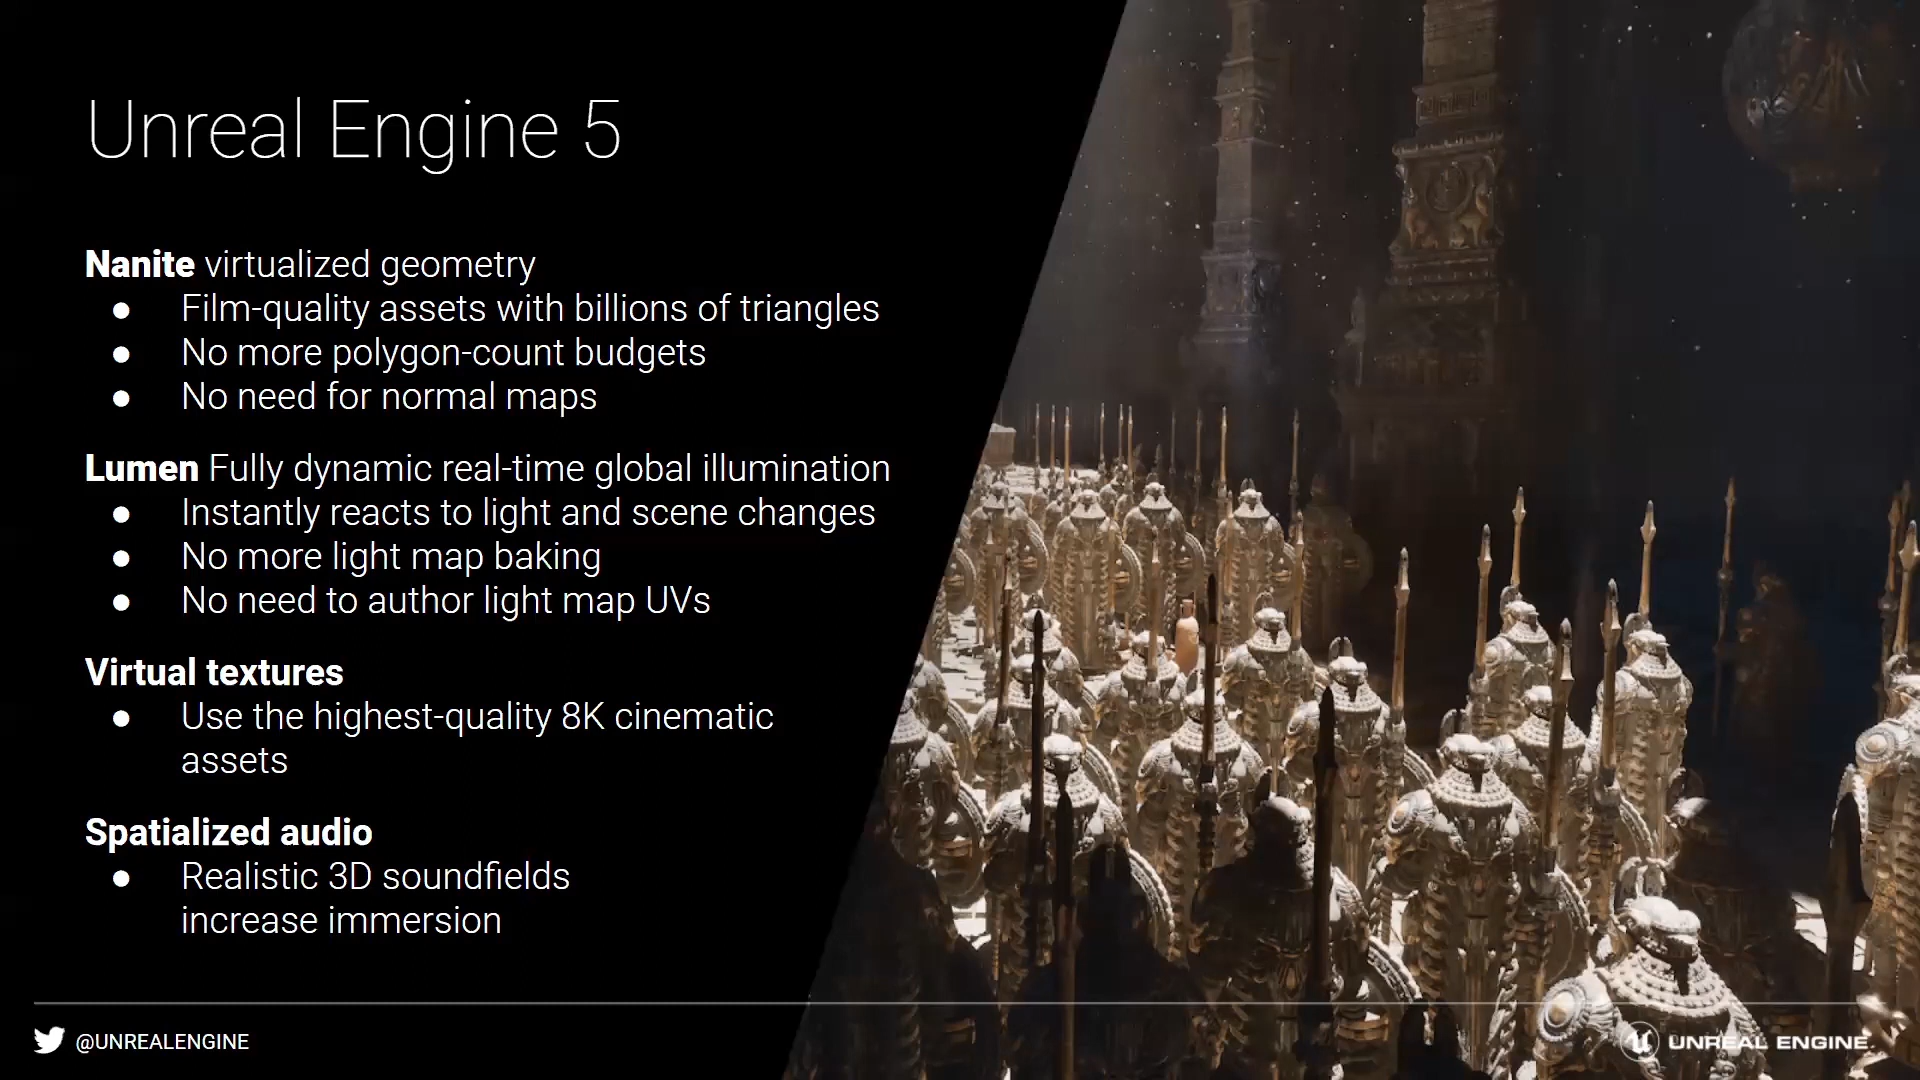 Unreal Engine 5
Nanite virtualized geometry
● Film-quality assets with billions of triangles
● No more polygon-count budgets
● No need for normal maps
Lumen Fully dynamic real-time global illumination
● Instantly reacts to light and scene changes
● No more light map baking
● No need to author light map UVs
Virtual textures
● Use the highest-quality 8K cinematic
assets
Spatialized audio
● Realistic 3D soundfields
increase immersion
@UNREALENGINE
UNREAL ENGINE